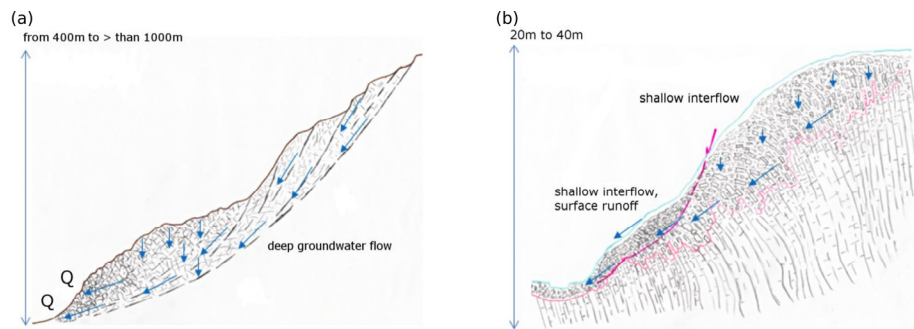 (a)
from 400m to > than 1000m
deep groundwater flow
Q
Q
(b)
20m to 40m
shallow interflow
shallow interflow,
surface runoff